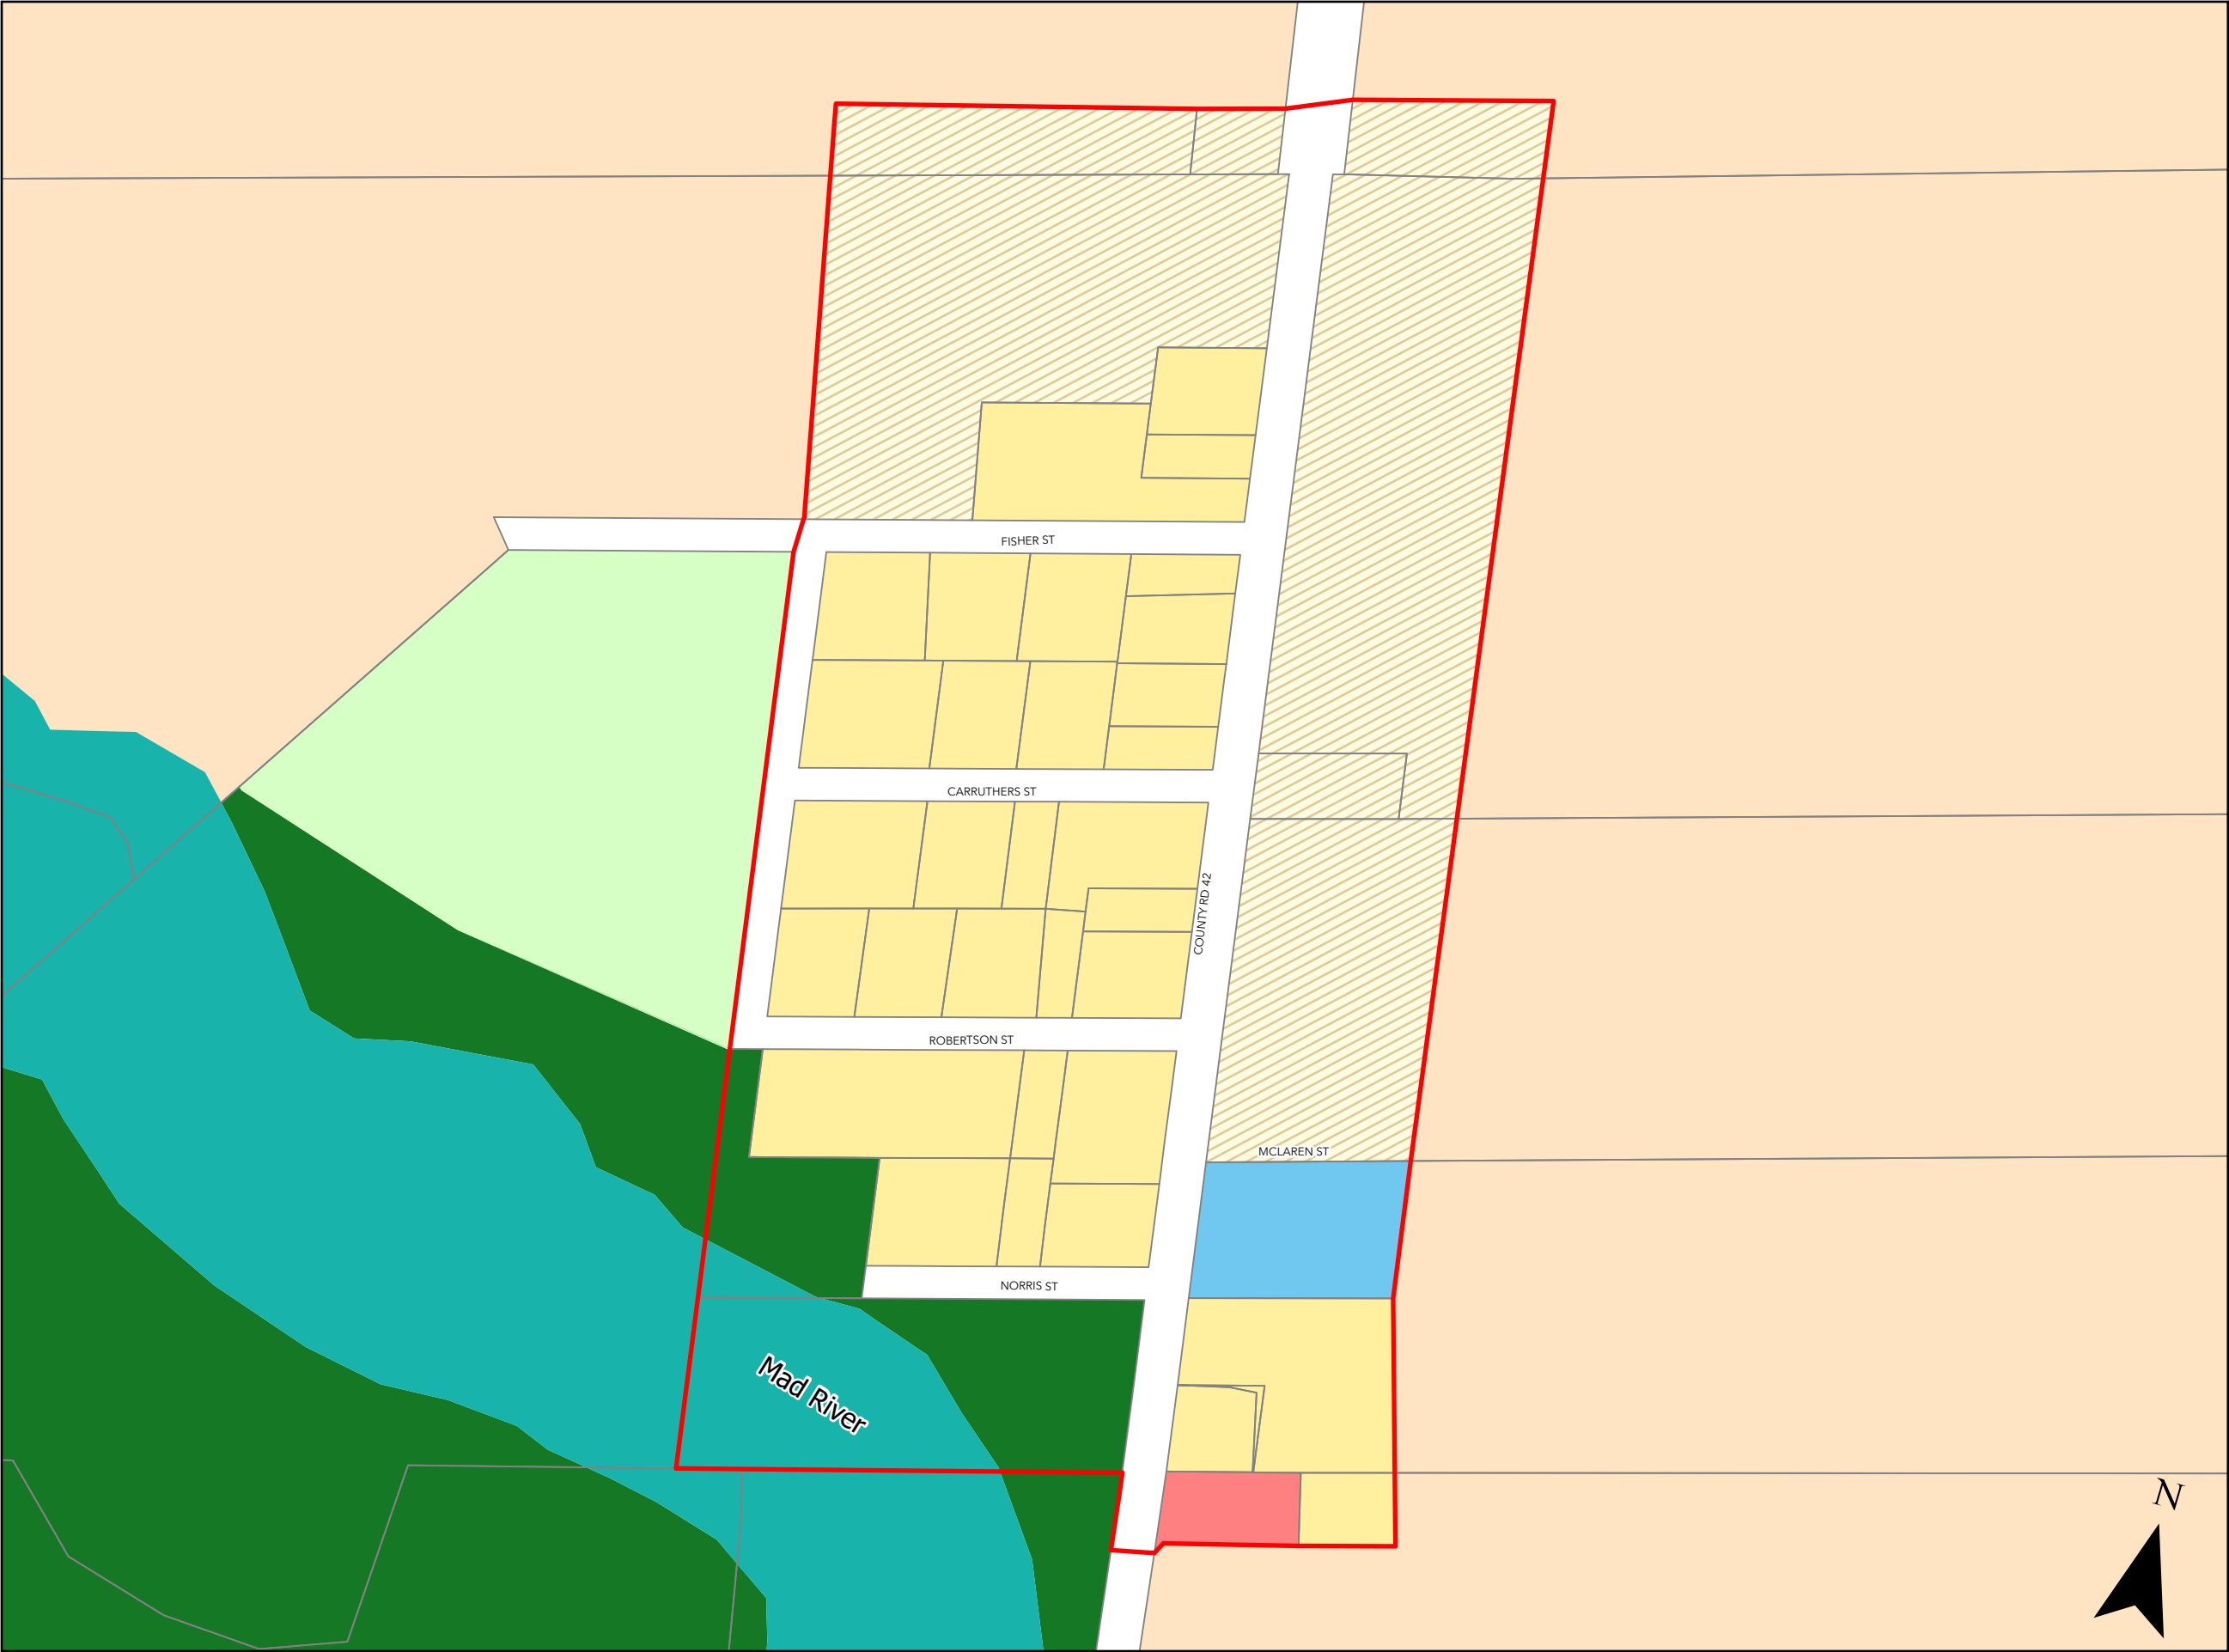 FISHER ST
CARRUTHERS ST
COUNTY RD 42
ROBERTSON ST
MCLAREN ST
NORRIS ST
Mad River
N